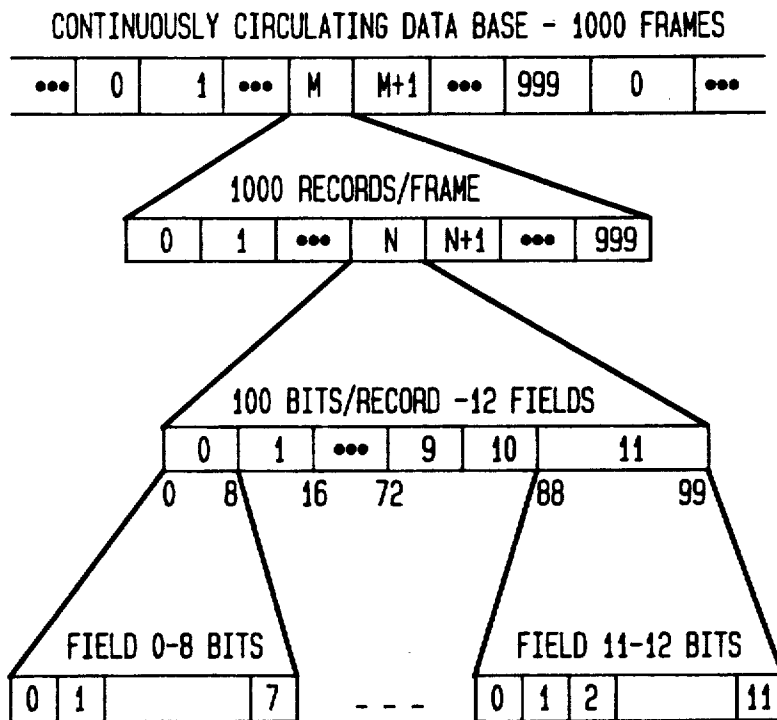 CONTINUOUSLY CIRCULATING DATA BASE - 1000 FRAMES
••• 0 1 ••• M M+1 ••• 999 0 •••
1000 RECORDS/FRAME
0 1 ••• N N+1 ••• 999
100 BITS/RECORD -12 FIELDS
0 1 ••• 9 10 11
0 8 16 72 88 99
FIELD 0-8 BITS FIELD 11-12 BITS
0 1 7 - - - 0 1 2 11